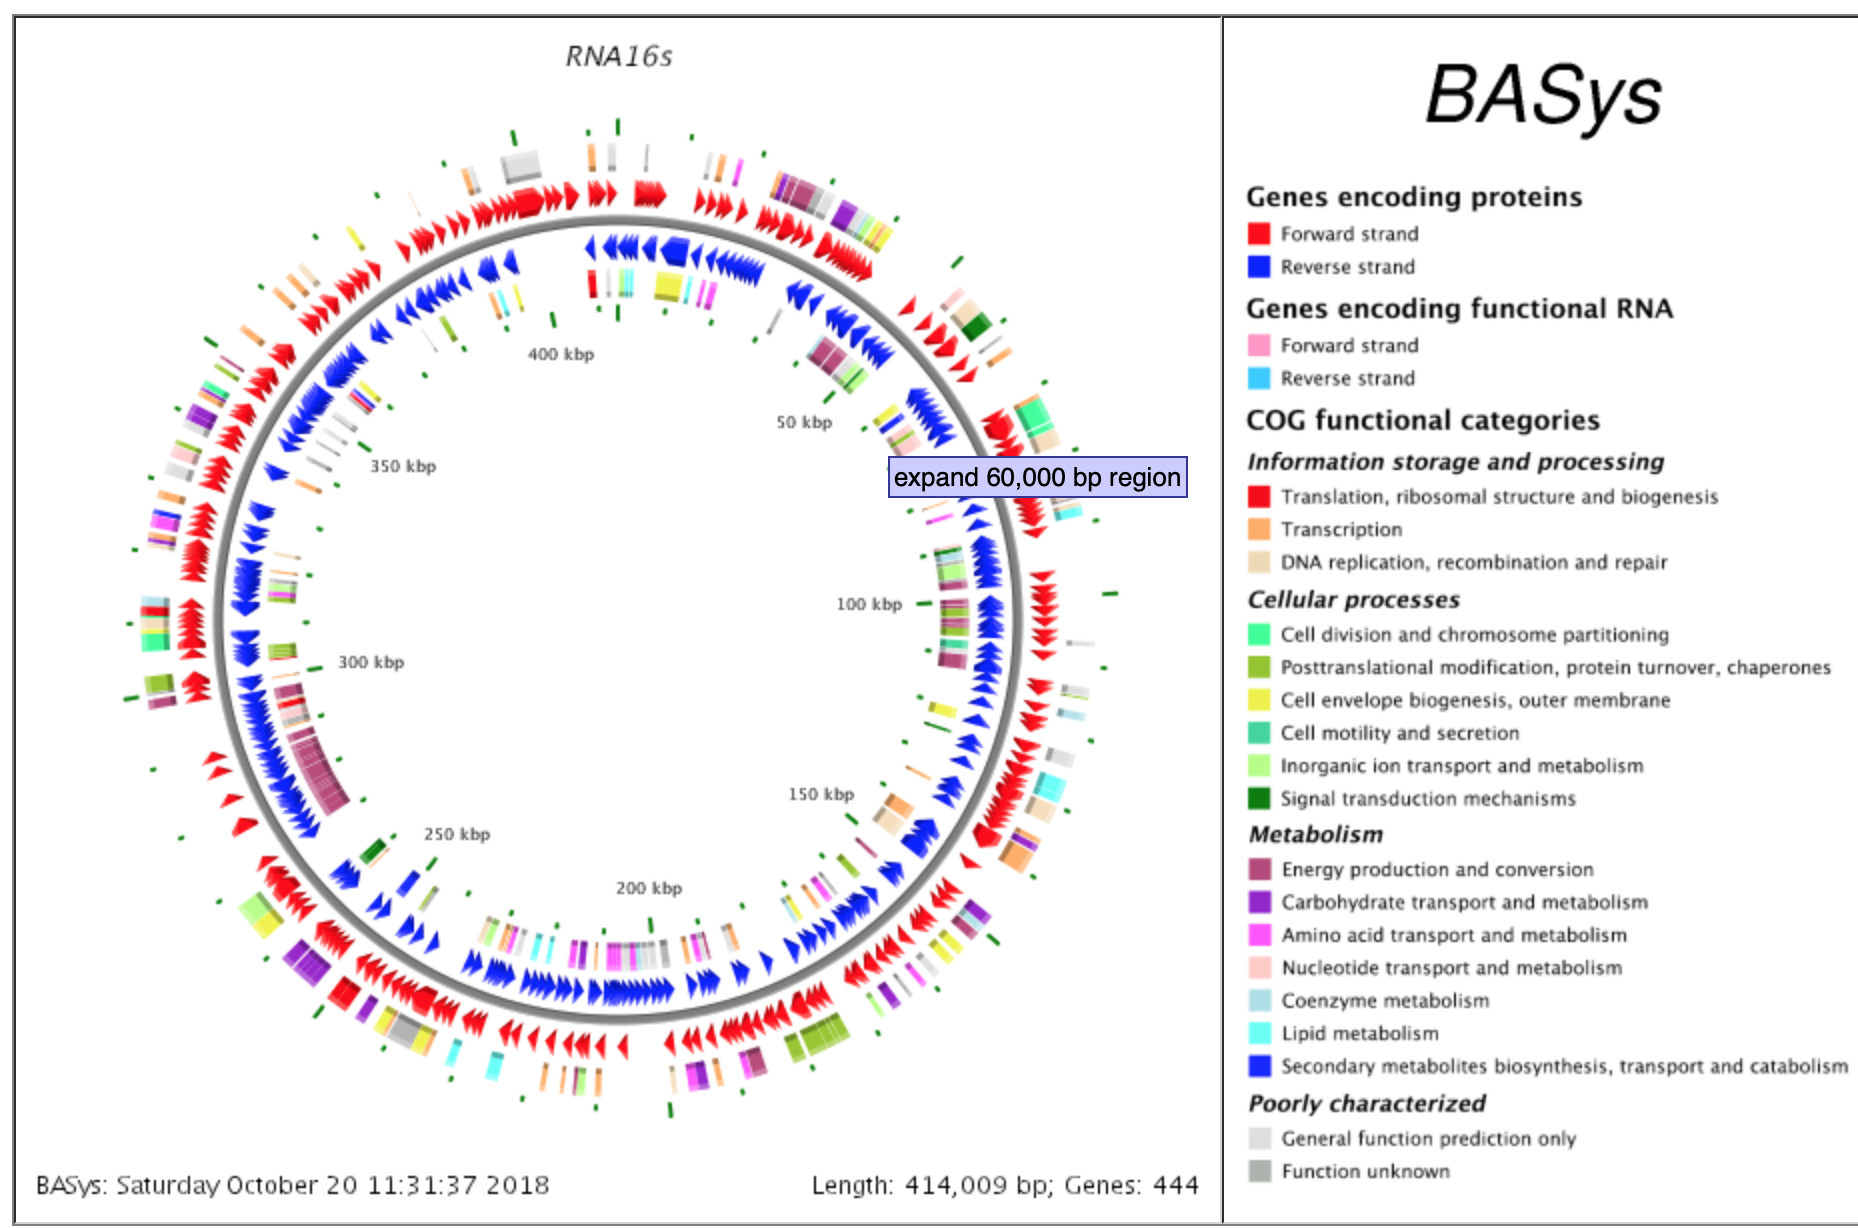 RNA16s
400 kbp
50 kbp
350 kbp
expand 60,000 bp region
100 kbp
300 kbp
150 kbp
250 kbp
200 kbp
BASys: Saturday October 20 11:31:37 2018
Length: 414,009 bp; Genes: 444
BASys
Genes encoding proteins
Forward strand
Reverse strand
Genes encoding functional RNA
Forward strand
Reverse strand
COG functional categories
Information storage and processing
Translation, ribosomal structure and biogenesis
Transcription
DNA replication, recombination and repair
Cellular processes
Cell division and chromosome partitioning
Posttranslational modification, protein turnover, chaperones
Cell envelope biogenesis, outer membrane
Cell motility and secretion
Inorganic ion transport and metabolism
Signal transduction mechanisms
Metabolism
Energy production and conversion
Carbohydrate transport and metabolism
Amino acid transport and metabolism
Nucleotide transport and metabolism
Coenzyme metabolism
Lipid metabolism
Secondary metabolites biosynthesis, transport and catabolism
Poorly characterized
General function prediction only
Function unknown